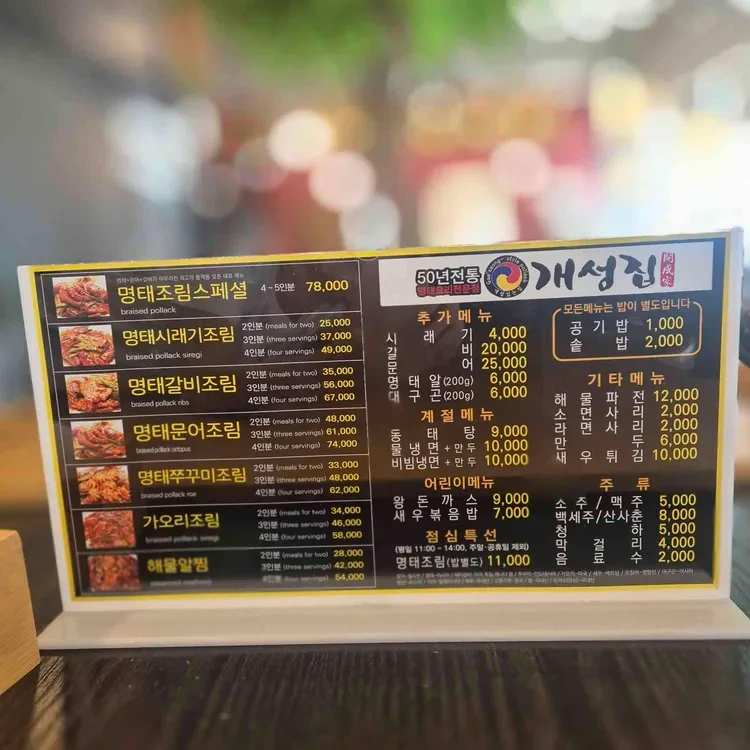 명태조림스페셜 4~5인분 78,000
braised pollack
명태시래기조림 2인분 (meals for two) 25,000
braised pollack siregi 3인분 (three servings) 37,000
4인분 (four servings) 49,000
명태갈비조림 2인분 (meals for two) 35,000
braised pollack ribs 3인분 (three servings) 56,000
4인분 (four servings) 67,000
명태문어조림 2인분 (meals for two) 48,000
braised pollack octopus 3인분 (three servings) 61,000
4인분 (four servings) 74,000
명태쭈꾸미조림 2인분 (meals for two) 33,000
braised pollack roe 3인분 (three servings) 48,000
4인분 (four servings) 62,000
가오리조림 2인분 (meals for two) 34,000
braised pollack siregi 3인분 (three servings) 46,000
4인분 (four servings) 58,000
해물알찜 2인분 (meals for two) 28,000
3인분 (three servings) 42,000
4인분 (four servings) 54,000
50년전통
명태요리전문점
개성집
開成家
추가메뉴
시래기 4,000
갈비 20,000
문어 25,000
명태알(200g) 6,000
대구곤(200g) 6,000
계절메뉴
동태탕 9,000
물냉면+만두 10,000
비빔냉면+만두 10,000
어린이메뉴
왕돈까스 9,000
새우볶음밥 7,000
점심특선
(평일 11:00 ~ 14:00, 주말·공휴일 제외)
명태조림(밥별도) 11,000
모든메뉴는 밥이 별도입니다
공기밥 1,000
솥밥 2,000
기타메뉴
해물파전 12,000
소면사리 2,000
라면사리 2,000
만두 6,000
새우튀김 10,000
주류
소주/맥주 5,000
백세주/산사춘 8,000
청하 5,000
막걸리 4,000
음료수 2,000